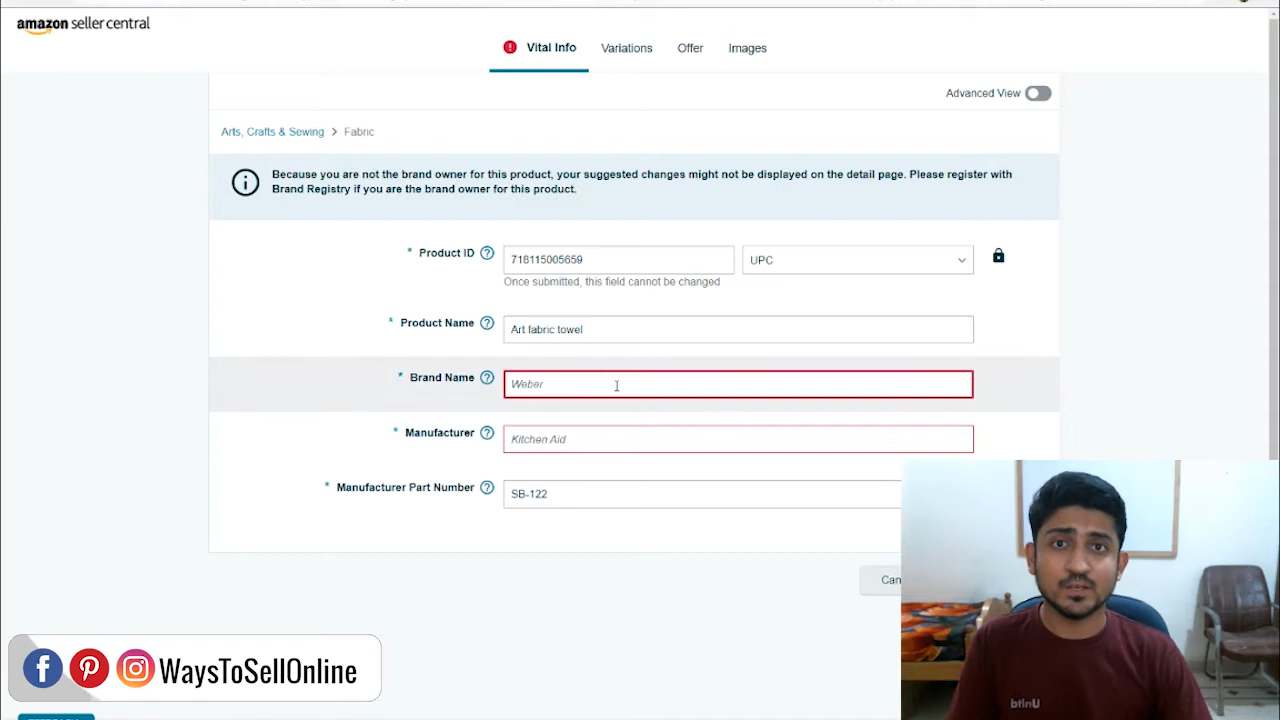 amazon seller central
Vital Info Variations Offer Images
Advanced View
Arts, Crafts & Sewing > Fabric
Because you are not the brand owner for this product, your suggested changes might not be displayed on the detail page. Please register with
Brand Registry if you are the brand owner for this product.
* Product ID ? 718115005659 UPC
Once submitted, this field cannot be changed
* Product Name ? Art fabric towel
* Brand Name ? Weber
* Manufacturer ? Kitchen Aid
* Manufacturer Part Number ? SB-122
Can
WaysToSellOnline